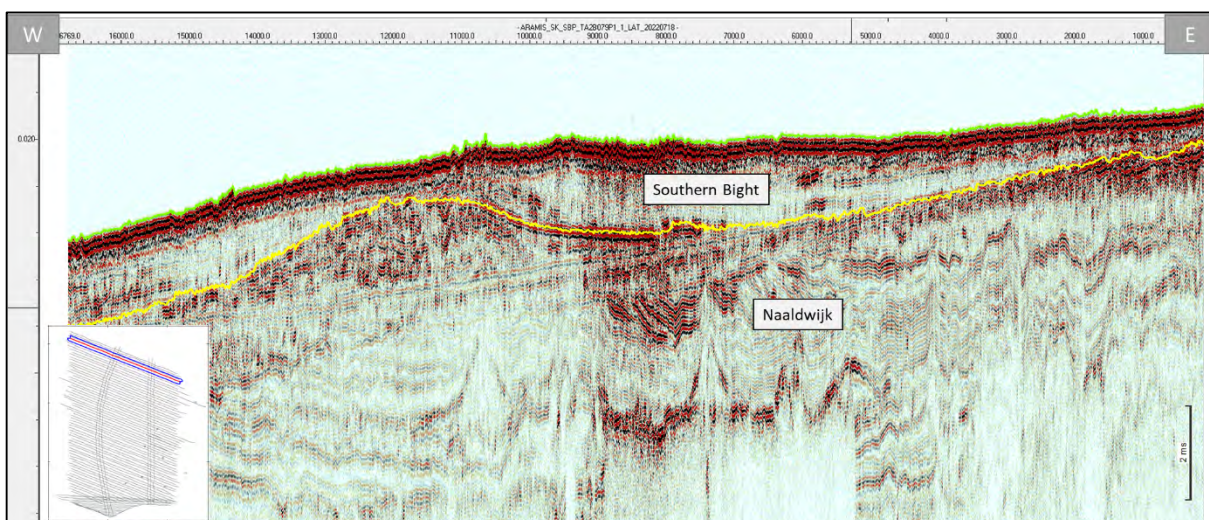 - ARAMIS_SK_SBP_TA2B079P1_1_LAT_20220718 -
W
6769.0 16000.0 15000.0 14000.0 13000.0 12000.0 11000.0 10000.0 9000.0 8000.0 7000.0 6000.0 5000.0 4000.0 3000.0 2000.0 1000.0
E
0.020
Southern Bight
Naaldwijk
2 ms